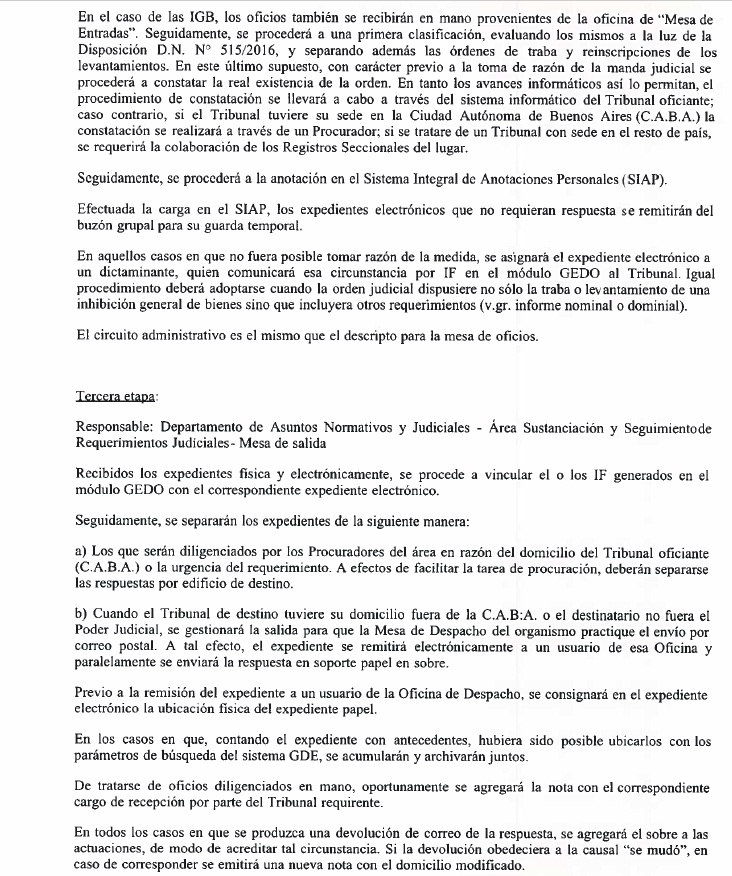 En el caso de las IGB, los oficios también se recibirán en mano provenientes de la oficina de “Mesa de
Entradas”. Seguidamente, se procederá a una primera clasificación, evaluando los mismos a la luz de la
Disposición D.N. N° 515/2016, y separando además las órdenes de traba y reinscripciones de los
levantamientos. En este último supuesto, con carácter previo a la toma de razón de la manda judicial se
procederá a constatar la real existencia de la orden. En tanto los avances informáticos así lo permitan, el
procedimiento de constatación se llevará a cabo a través del sistema informático del Tribunal oficiante;
caso contrario, si el Tribunal tuviere su sede en la Ciudad Autónoma de Buenos Aires (C.A.B.A.) la
constatación se realizará a través de un Procurador; si se tratare de un Tribunal con sede en el resto de país,
se requerirá la colaboración de los Registros Seccionales del lugar.
Seguidamente, se procederá a la anotación en el Sistema Integral de Anotaciones Personales (SIAP).
Efectuada la carga en el SIAP, los expedientes electrónicos que no requieran respuesta se remitirán del
buzón grupal para su guarda temporal.
En aquellos casos en que no fuera posible tomar razón de la medida, se asignará el expediente electrónico a
un dictaminante, quien comunicará esa circunstancia por IF en el módulo GEDO al Tribunal. Igual
procedimiento deberá adoptarse cuando la orden judicial dispusiere no sólo la traba o levantamiento de una
inhibición general de bienes sino que incluyera otros requerimientos (v.gr. informe nominal o dominial).
El circuito administrativo es el mismo que el descripto para la mesa de oficios.
Tercera etapa:
Responsable: Departamento de Asuntos Normativos y Judiciales - Área Sustanciación y Seguimiento de
Requerimientos Judiciales- Mesa de salida
Recibidos los expedientes física y electrónicamente, se procede a vincular el o los IF generados en el
módulo GEDO con el correspondiente expediente electrónico.
Seguidamente, se separarán los expedientes de la siguiente manera:
a) Los que serán diligenciados por los Procuradores del área en razón del domicilio del Tribunal oficiante
(C.A.B.A.) o la urgencia del requerimiento. A efectos de facilitar la tarea de procuración, deberán separarse
las respuestas por edificio de destino.
b) Cuando el Tribunal de destino tuviere su domicilio fuera de la C.A.B:A. o el destinatario no fuera el
Poder Judicial, se gestionará la salida para que la Mesa de Despacho del organismo practique el envío por
correo postal. A tal efecto, el expediente se remitirá electrónicamente a un usuario de esa Oficina y
paralelamente se enviará la respuesta en soporte papel en sobre.
Previo a la remisión del expediente a un usuario de la Oficina de Despacho, se consignará en el expediente
electrónico la ubicación física del expediente papel.
En los casos en que, contando el expediente con antecedentes, hubiera sido posible ubicarlos con los
parámetros de búsqueda del sistema GDE, se acumularán y archivarán juntos.
De tratarse de oficios diligenciados en mano, oportunamente se agregará la nota con el correspondiente
cargo de recepción por parte del Tribunal requirente.
En todos los casos en que se produzca una devolución de correo de la respuesta, se agregará el sobre a las
actuaciones, de modo de acreditar tal circunstancia. Si la devolución obedeciera a la causal “se mudó”, en
caso de corresponder se emitirá una nueva nota con el domicilio modificado.